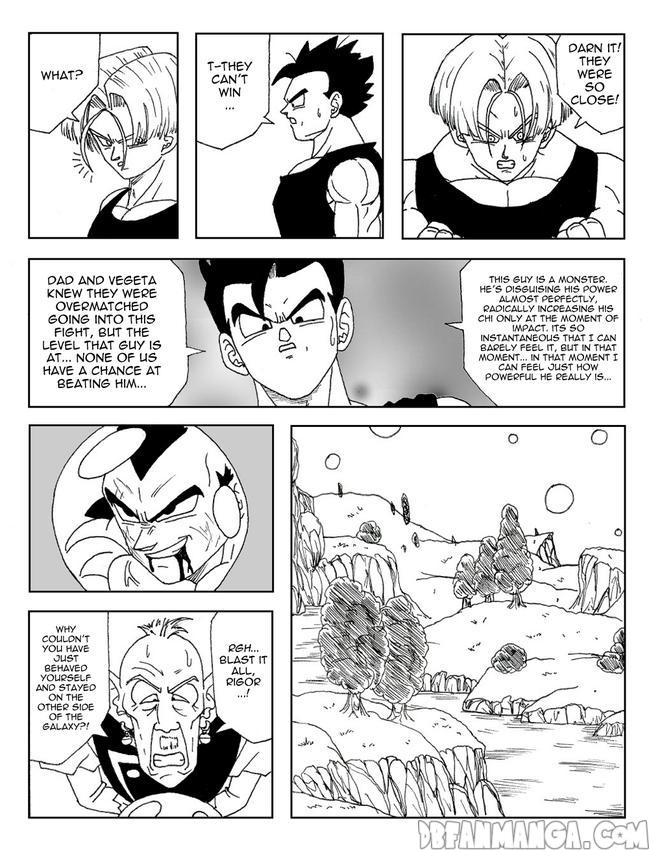 DARN IT!
THEY
WERE
SO
CLOSE!
T-THEY
CAN'T
WIN
...
WHAT?
THIS GUY IS A MONSTER.
HE'S DISGUISING HIS POWER
ALMOST PERFECTLY,
RADICALLY INCREASING HIS
CHI ONLY AT THE MOMENT OF
IMPACT. IT'S SO
INSTANTANEOUS THAT I CAN
BARELY FEEL IT, BUT IN THAT
MOMENT... IN THAT MOMENT I
CAN FEEL JUST HOW
POWERFUL HE REALLY IS...
DAD AND VEGETA
KNEW THEY WERE
OVERMATCHED
GOING INTO THIS
FIGHT, BUT THE
LEVEL THAT GUY IS
AT... NONE OF US
HAVE A CHANCE AT
BEATING HIM...
RGH...
BLAST IT
ALL,
RIGOR
...!
WHY
COULDN'T
YOU HAVE
JUST
BEHAVED
YOURSELF
AND STAYED
ON THE
OTHER SIDE
OF THE
GALAXY?!
DBFANMANGA.COM